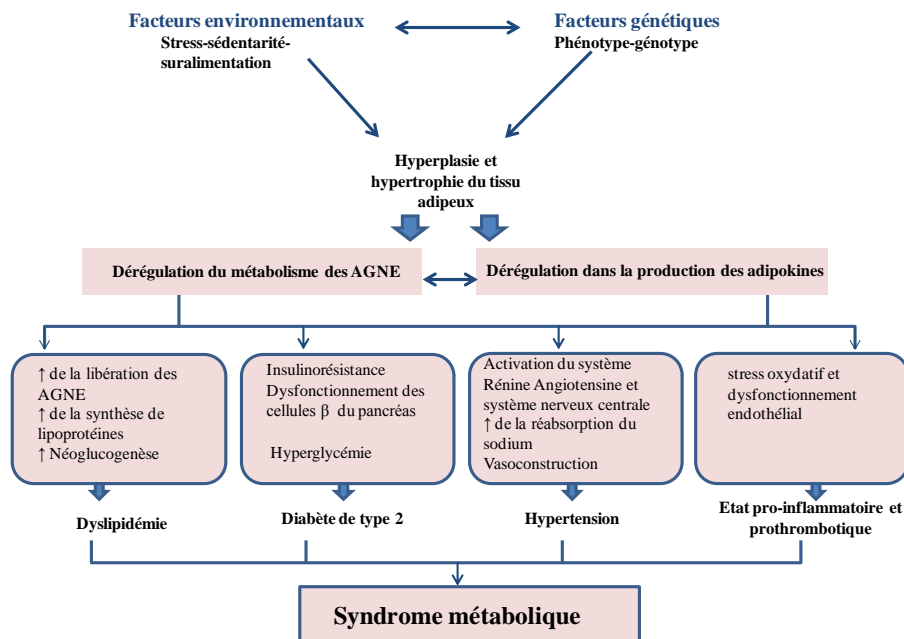 Facteurs environnementaux
Stress-sédentarité-
suralimentation
Facteurs génétiques
Phénotype-génotype
Hyperplasie et
hypertrophie du tissu
adipeux
Dérégulation du métabolisme des AGNE
Dérégulation dans la production des adipokines
↑ de la libération des
AGNE
↑ de la synthèse de
lipoprotéines
↑ Néoglucogenèse
Insulinorésistance
Dysfonctionnement des
cellules β du pancréas
Hyperglycémie
Activation du système
Rénine Angiotensine et
système nerveux centrale
↑ de la réabsorption du
sodium
Vasoconstruction
stress oxydatif et
dysfonctionnement
endothélial
Dyslipidémie
Diabète de type 2
Hypertension
Etat pro-inflammatoire et
prothrombotique
Syndrome métabolique